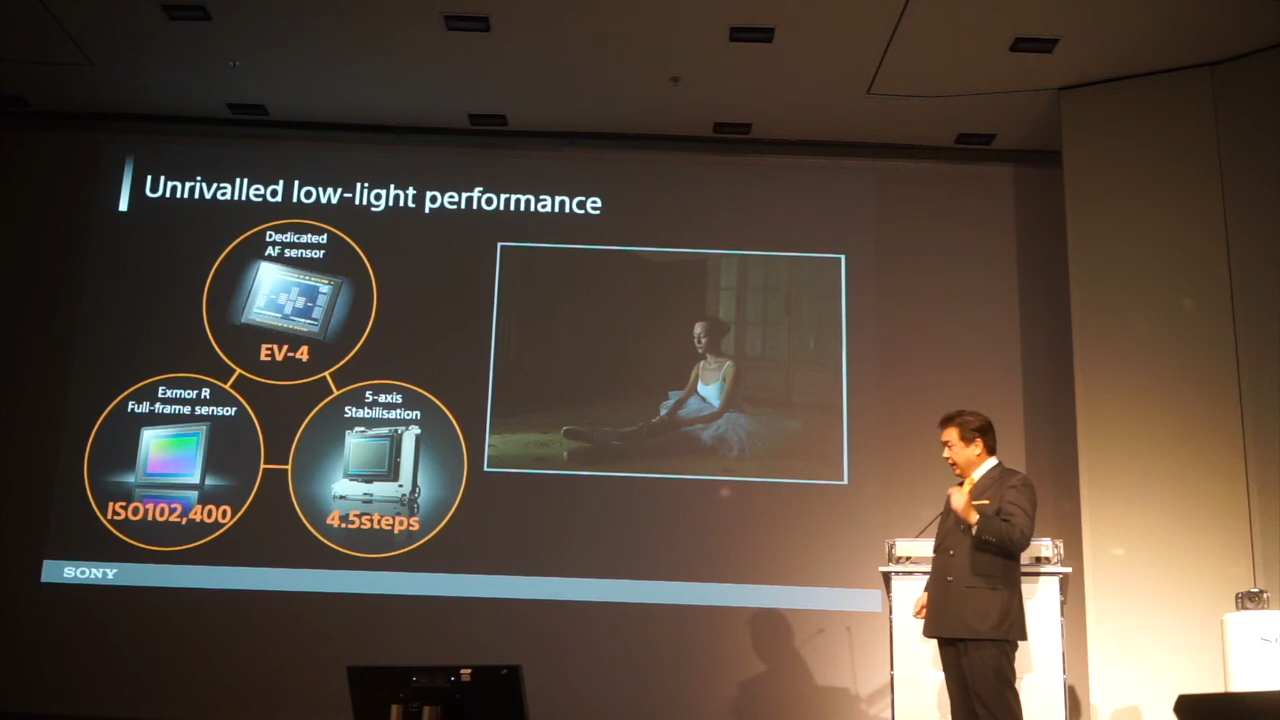 Unrivalled low-light performance
Dedicated
AF sensor
EV-4
Exmor R
Full-frame sensor
ISO102,400
5-axis
Stabilisation
4.5steps
SONY